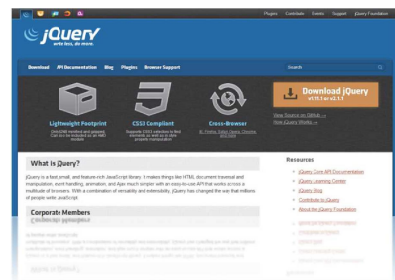 Plugins Contribute Events Support jQuery Foundation
jQuery
write less, do more.
Download API Documentation Blog Plugins Browser Support
Search
Lightweight Footprint
CSS3 Compliant
Cross-Browser
Download jQuery
v1.11.1 or v2.1.1
View Source on GitHub →
How jQuery Works →
What is jQuery?
jQuery is a fast, small, and feature-rich JavaScript library. It makes things like HTML document traversal and
manipulation, event handling, animation, and Ajax much simpler with an easy-to-use API that works across a
multitude of browsers. With a combination of versatility and extensibility, jQuery has changed the way that millions
of people write JavaScript.
Resources
jQuery Core API Documentation
jQuery Learning Center
jQuery Blog
Contribute to jQuery
About the jQuery Foundation
Corporate Members